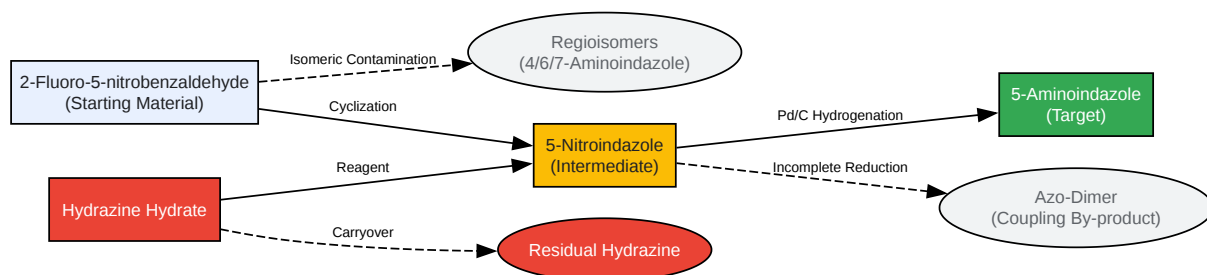 Isomeric Contamination
Regioisomers
(4/6/7-Aminoindazole)
2-Fluoro-5-nitrobenzaldehyde
(Starting Material)
Cyclization
5-Nitroindazole
(Intermediate)
Pd/C Hydrogenation
5-Aminoindazole
(Target)
Reagent
Incomplete Reduction
Hydrazine Hydrate
Azo-Dimer
(Coupling By-product)
Carryover
Residual Hydrazine